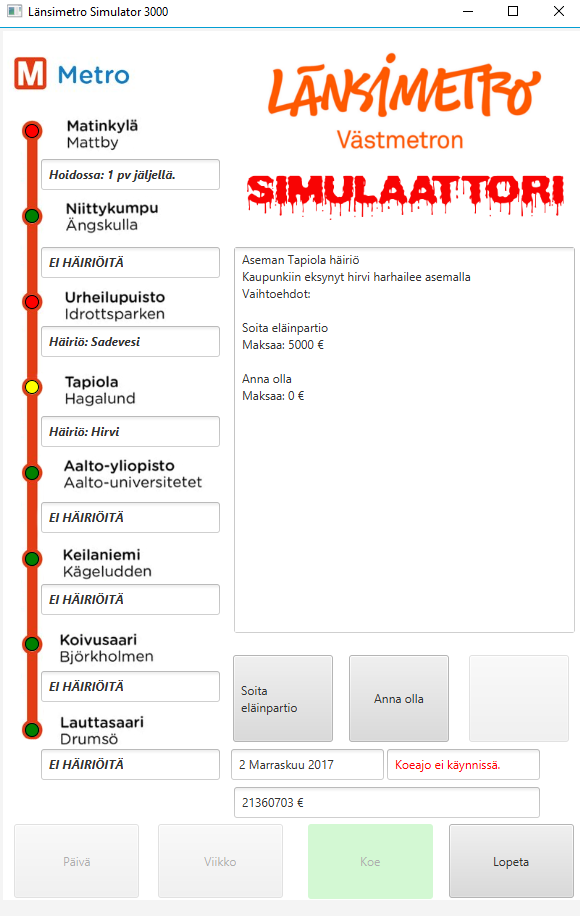 Länsimetro Simulator 3000
M Metro
Matinkylä
Mattby
Hoidossa: 1 pv jäljellä.
Niittykumpu
Ängskulla
EI HÄIRIÖITÄ
Urheilupuisto
Idrottsparken
Häiriö: Sadevesi
Tapiola
Hagalund
Häiriö: Hirvi
Aalto-yliopisto
Aalto-universitetet
EI HÄIRIÖITÄ
Keilaniemi
Kägeludden
EI HÄIRIÖITÄ
Koivusaari
Björkholmen
EI HÄIRIÖITÄ
Lauttasaari
Drumsö
EI HÄIRIÖITÄ
LÄNSIMETRO
Västmetron
SIMULAATTORI
Aseman Tapiola häiriö
Kaupunkiin eksynyt hirvi harhailee asemalla
Vaihtoehdot:
Soita eläinpartio
Maksaa: 5000 €
Anna olla
Maksaa: 0 €
Soita
eläinpartio
Anna olla
2 Marraskuu 2017
Koeajo ei käynnissä.
21360703 €
Päivä
Viikko
Koe
Lopeta